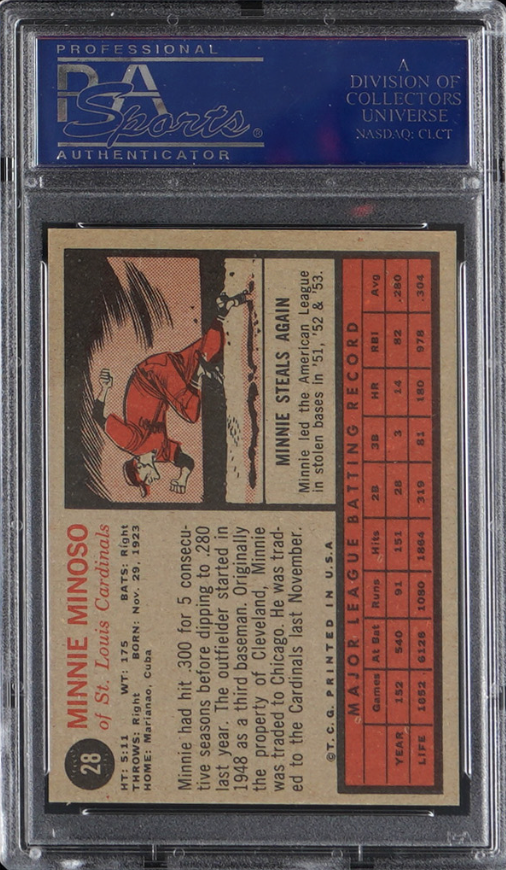 PROFESSIONAL
PSA
Sports®
AUTHENTICATOR
A
DIVISION OF
COLLECTORS
UNIVERSE
NASDAQ: CLCT
28
MINNIE MINOSO
of St. Louis Cardinals
HT: 5:11 WT: 175 BATS: Right
THROWS: Right BORN: Nov. 29, 1923
HOME: Marianao, Cuba
Minnie had hit .300 for 5 consecu-
tive seasons before dipping to .280
last year. The outfielder started in
1948 as a third baseman. Originally
the property of Cleveland, Minnie
was traded to Chicago. He was trad-
ed to the Cardinals last November.
©T.C.G. PRINTED IN U.S.A
MINNIE STEALS AGAIN
Minnie led the American League
in stolen bases in '51, '52 & '53.
MAJOR LEAGUE BATTING RECORD
Games At Bat Runs Hits 2B 3B HR RBI Avg
YEAR 152 540 91 151 28 3 14 82 .280
LIFE 1652 6128 1080 1864 319 81 180 978 .304